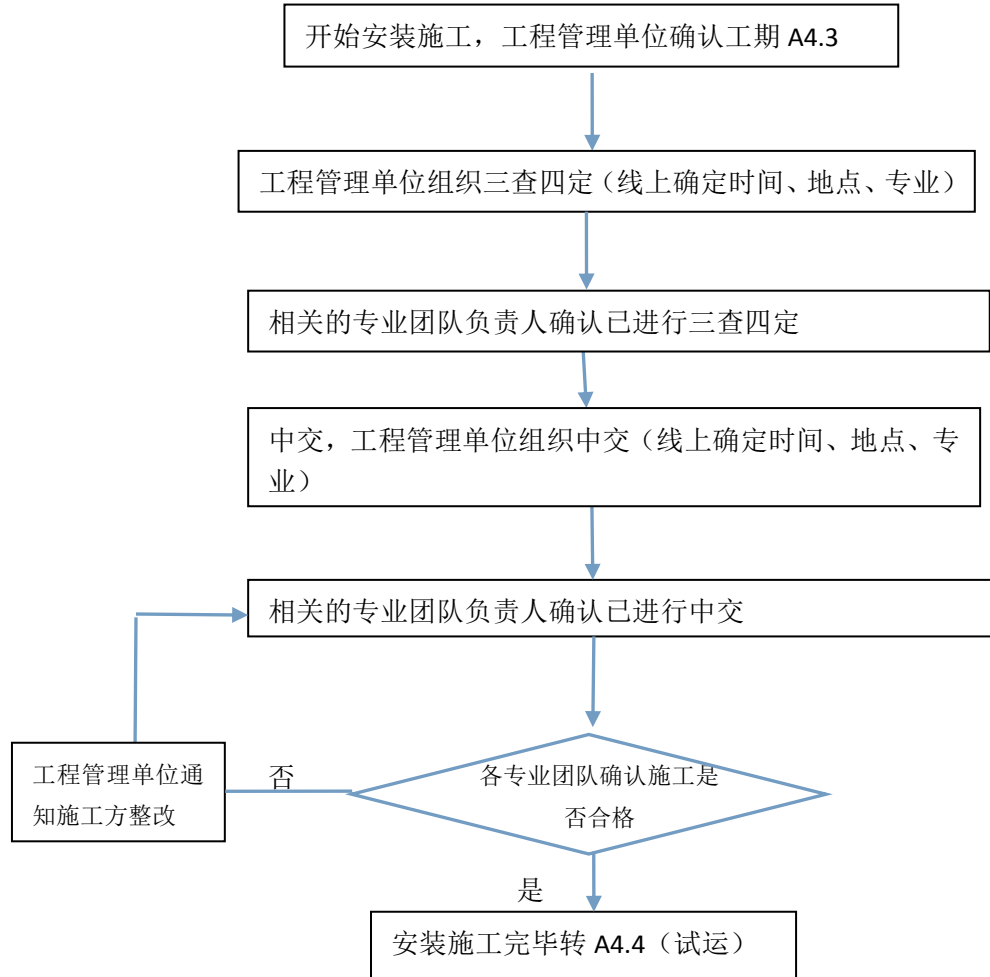 开始安装施工，工程管理单位确认工期 A4.3
工程管理单位组织三查四定（线上确定时间、地点、专业）
相关的专业团队负责人确认已进行三查四定
中交，工程管理单位组织中交（线上确定时间、地点、专
业）
相关的专业团队负责人确认已进行中交
工程管理单位通
知施工方整改
否
各专业团队确认施工是
否合格
是
安装施工完毕转 A4.4（试运）